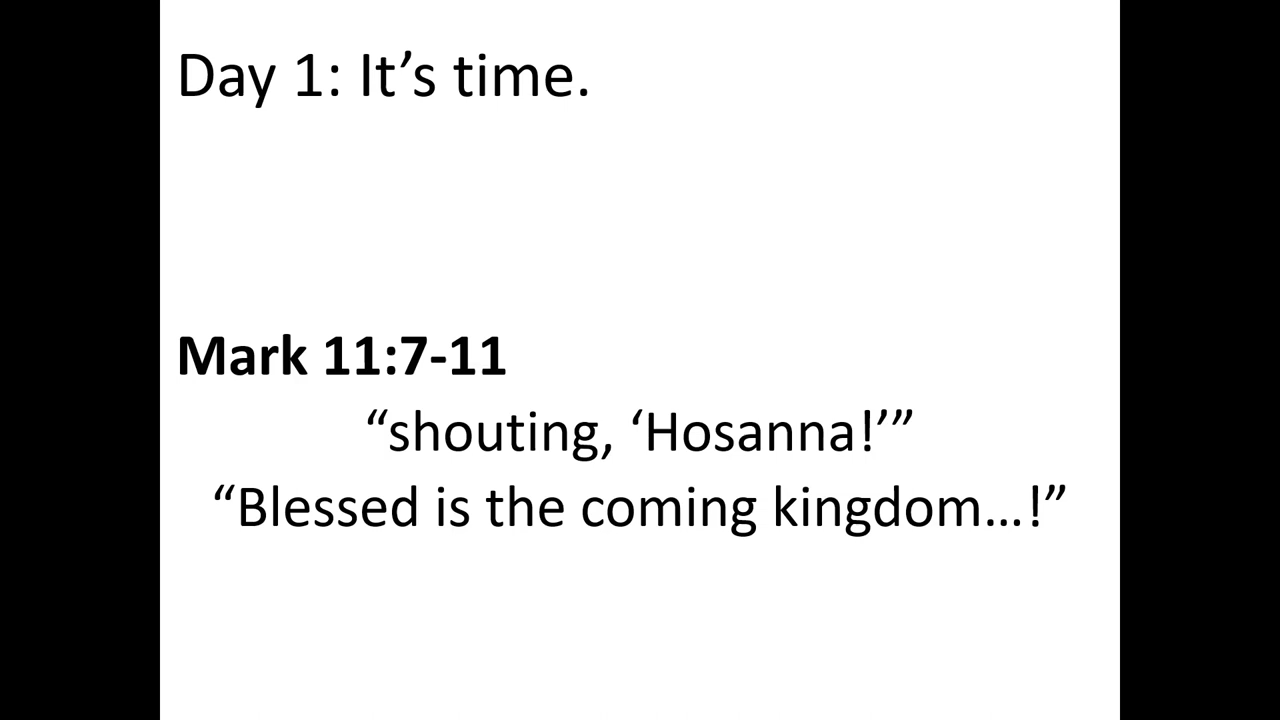 Day 1: It’s time.
Mark 11:7-11
“shouting, ‘Hosanna!’”
“Blessed is the coming kingdom…!”